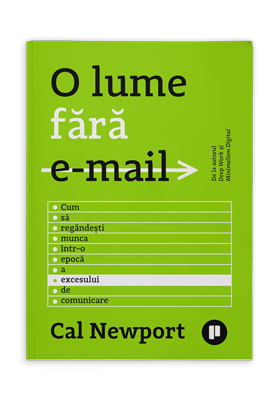 O lume
fără
e-mail
De la autorul
Deep Work și
Minimalism Digital
Cum
să
regândești
munca
într-o
epocă
a
excesului
de
comunicare
Cal Newport